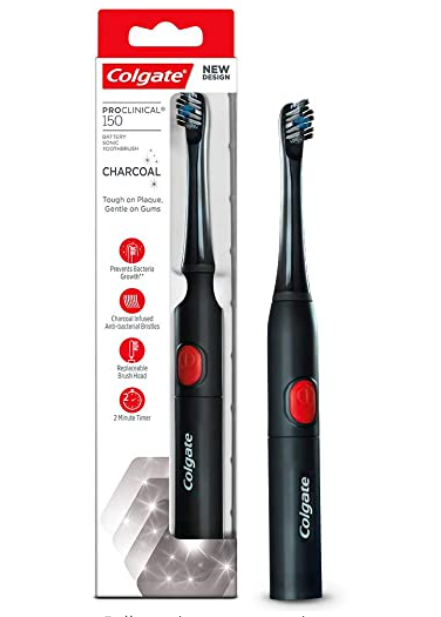 Colgate®
NEW
DESIGN
PROCLINICAL®
150
BATTERY
SONIC
TOOTHBRUSH
CHARCOAL
Tough on Plaque,
Gentle on Gums
Prevents Bacteria
Growth**
Charcoal Infused
Anti-bacterial Bristles
Replaceable
Brush Head
2
2 Minute Timer
Colgate
Colgate